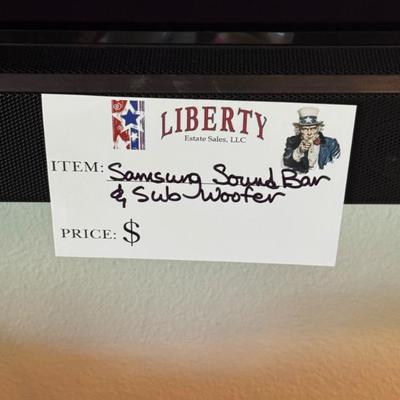 LIBERTY
Estate Sales, LLC
ITEM: Samsung Sound Bar
& Sub Woofer
PRICE: $